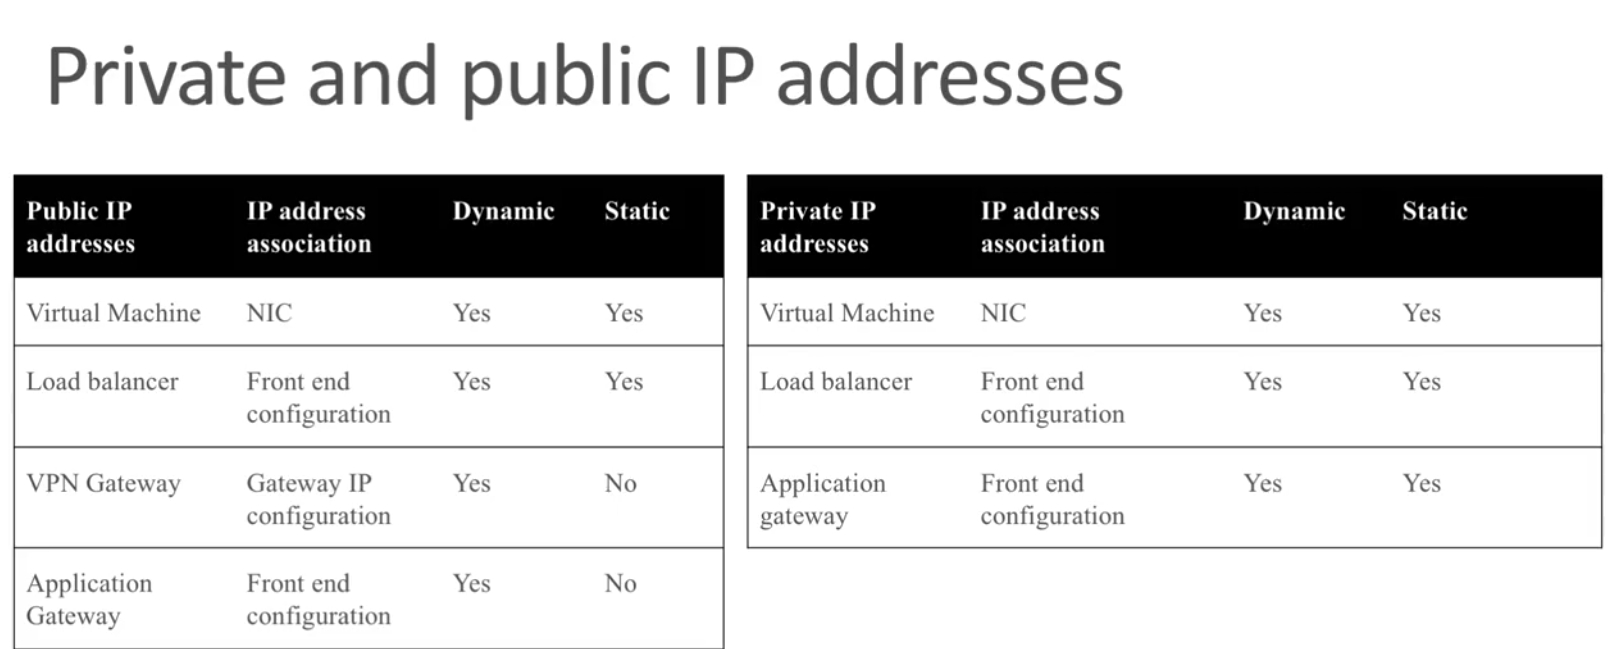 Private and public IP addresses
Public IP addresses IP address association Dynamic Static
Virtual Machine NIC Yes Yes
Load balancer Front end configuration Yes Yes
VPN Gateway Gateway IP configuration Yes No
Application Gateway Front end configuration Yes No
Private IP addresses IP address association Dynamic Static
Virtual Machine NIC Yes Yes
Load balancer Front end configuration Yes Yes
Application gateway Front end configuration Yes Yes